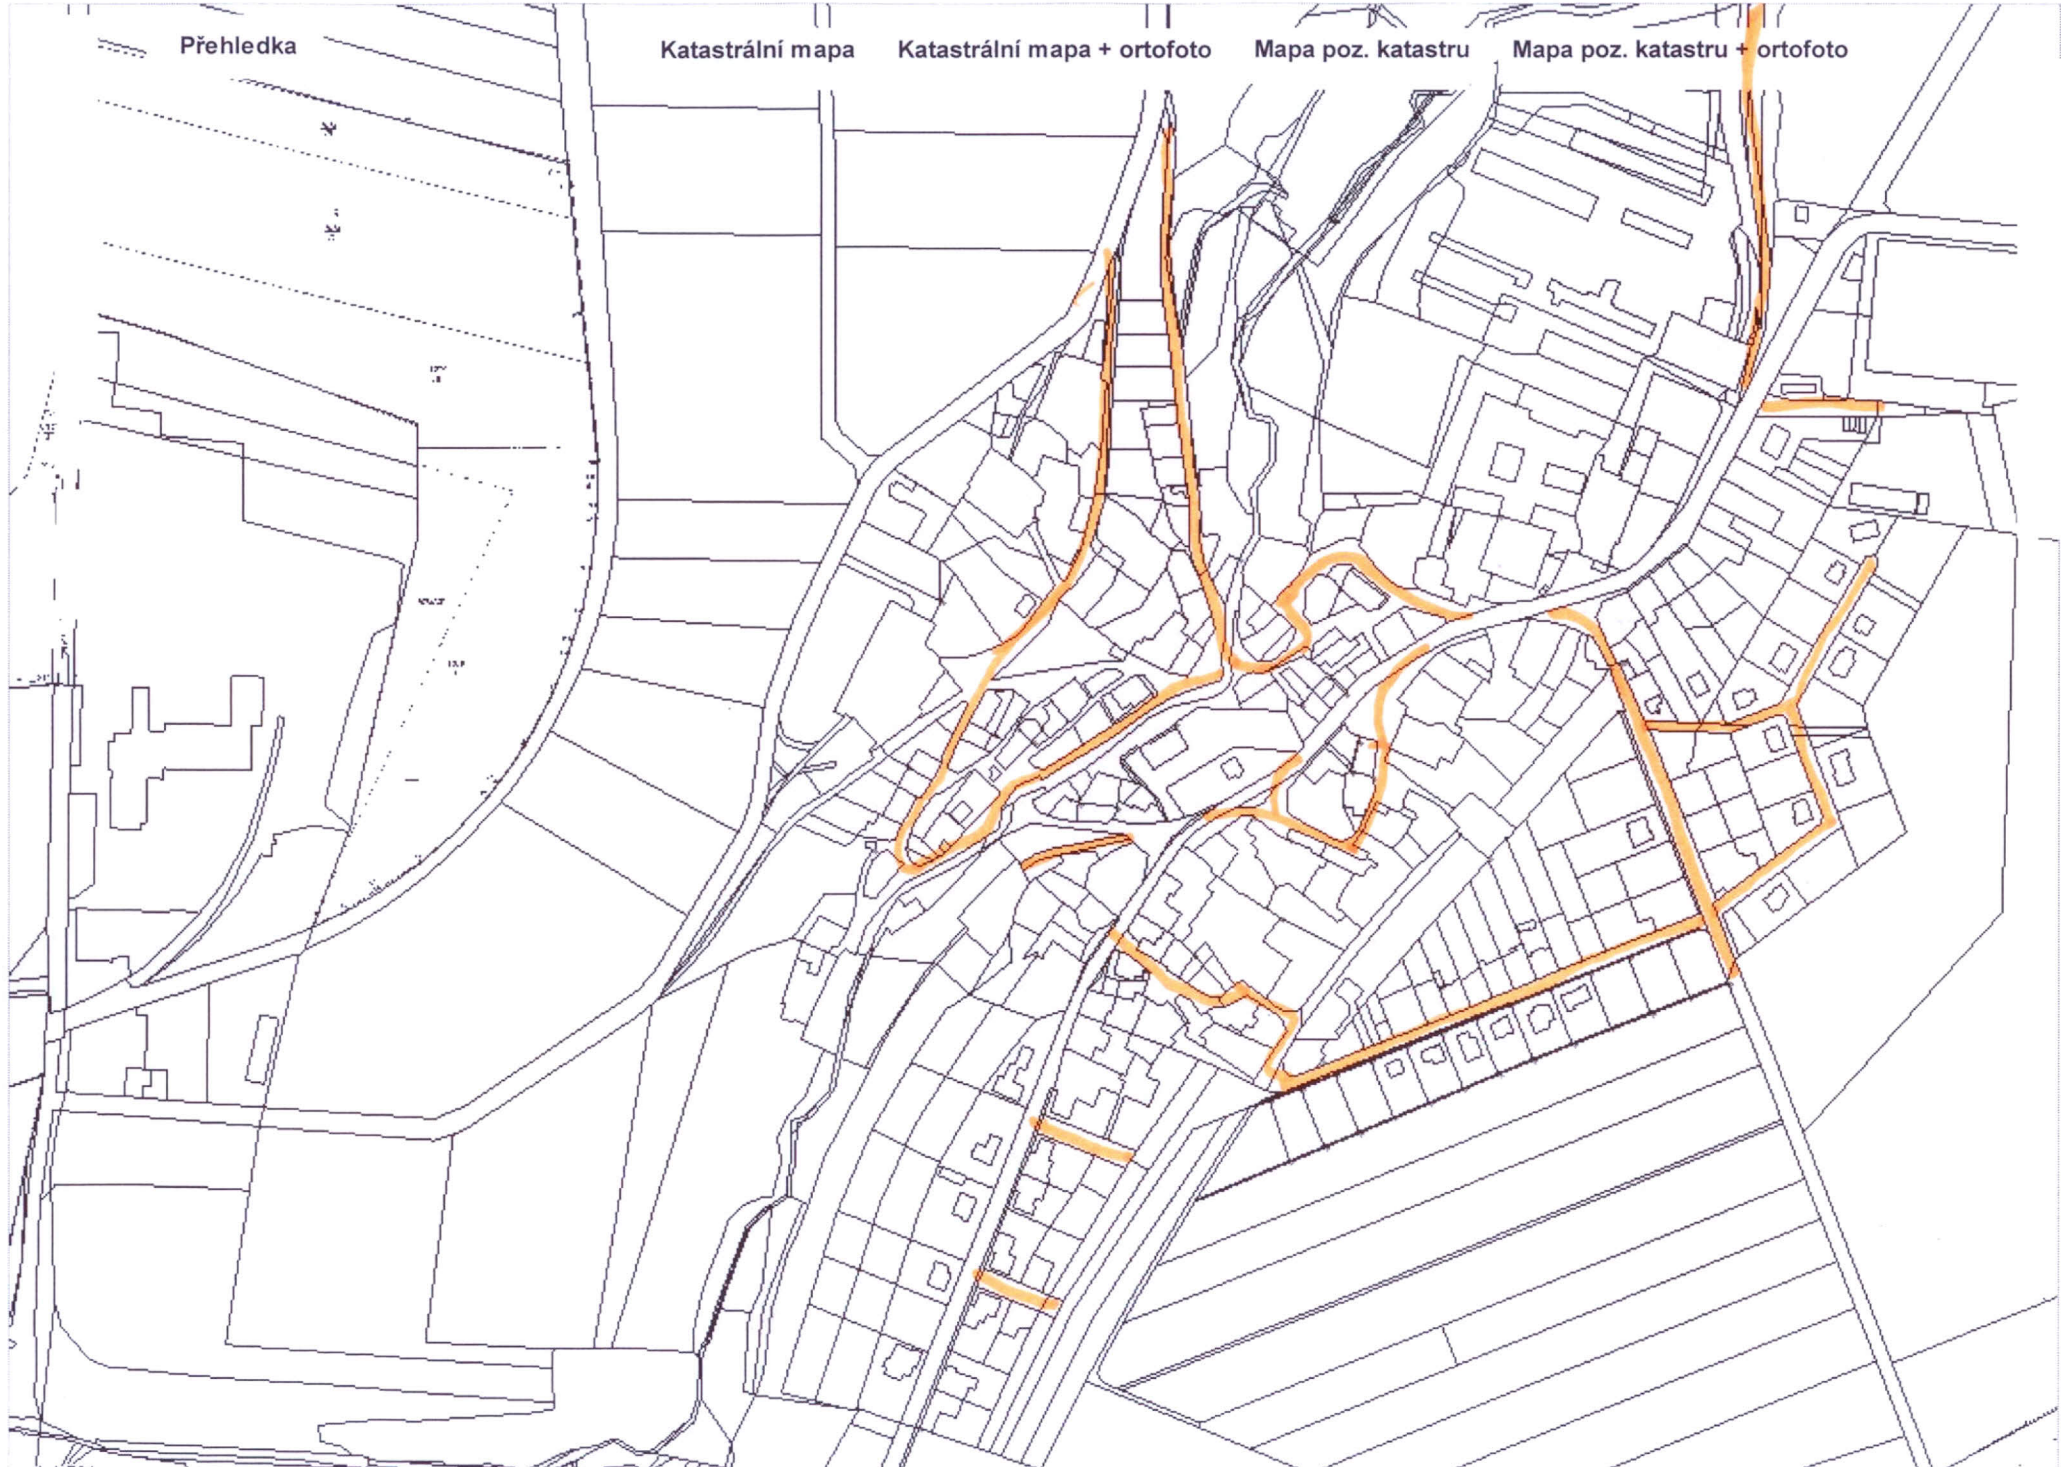 Přehledka
Katastrální mapa
Katastrální mapa + ortofoto
Mapa poz. katastru
Mapa poz. katastru + ortofoto